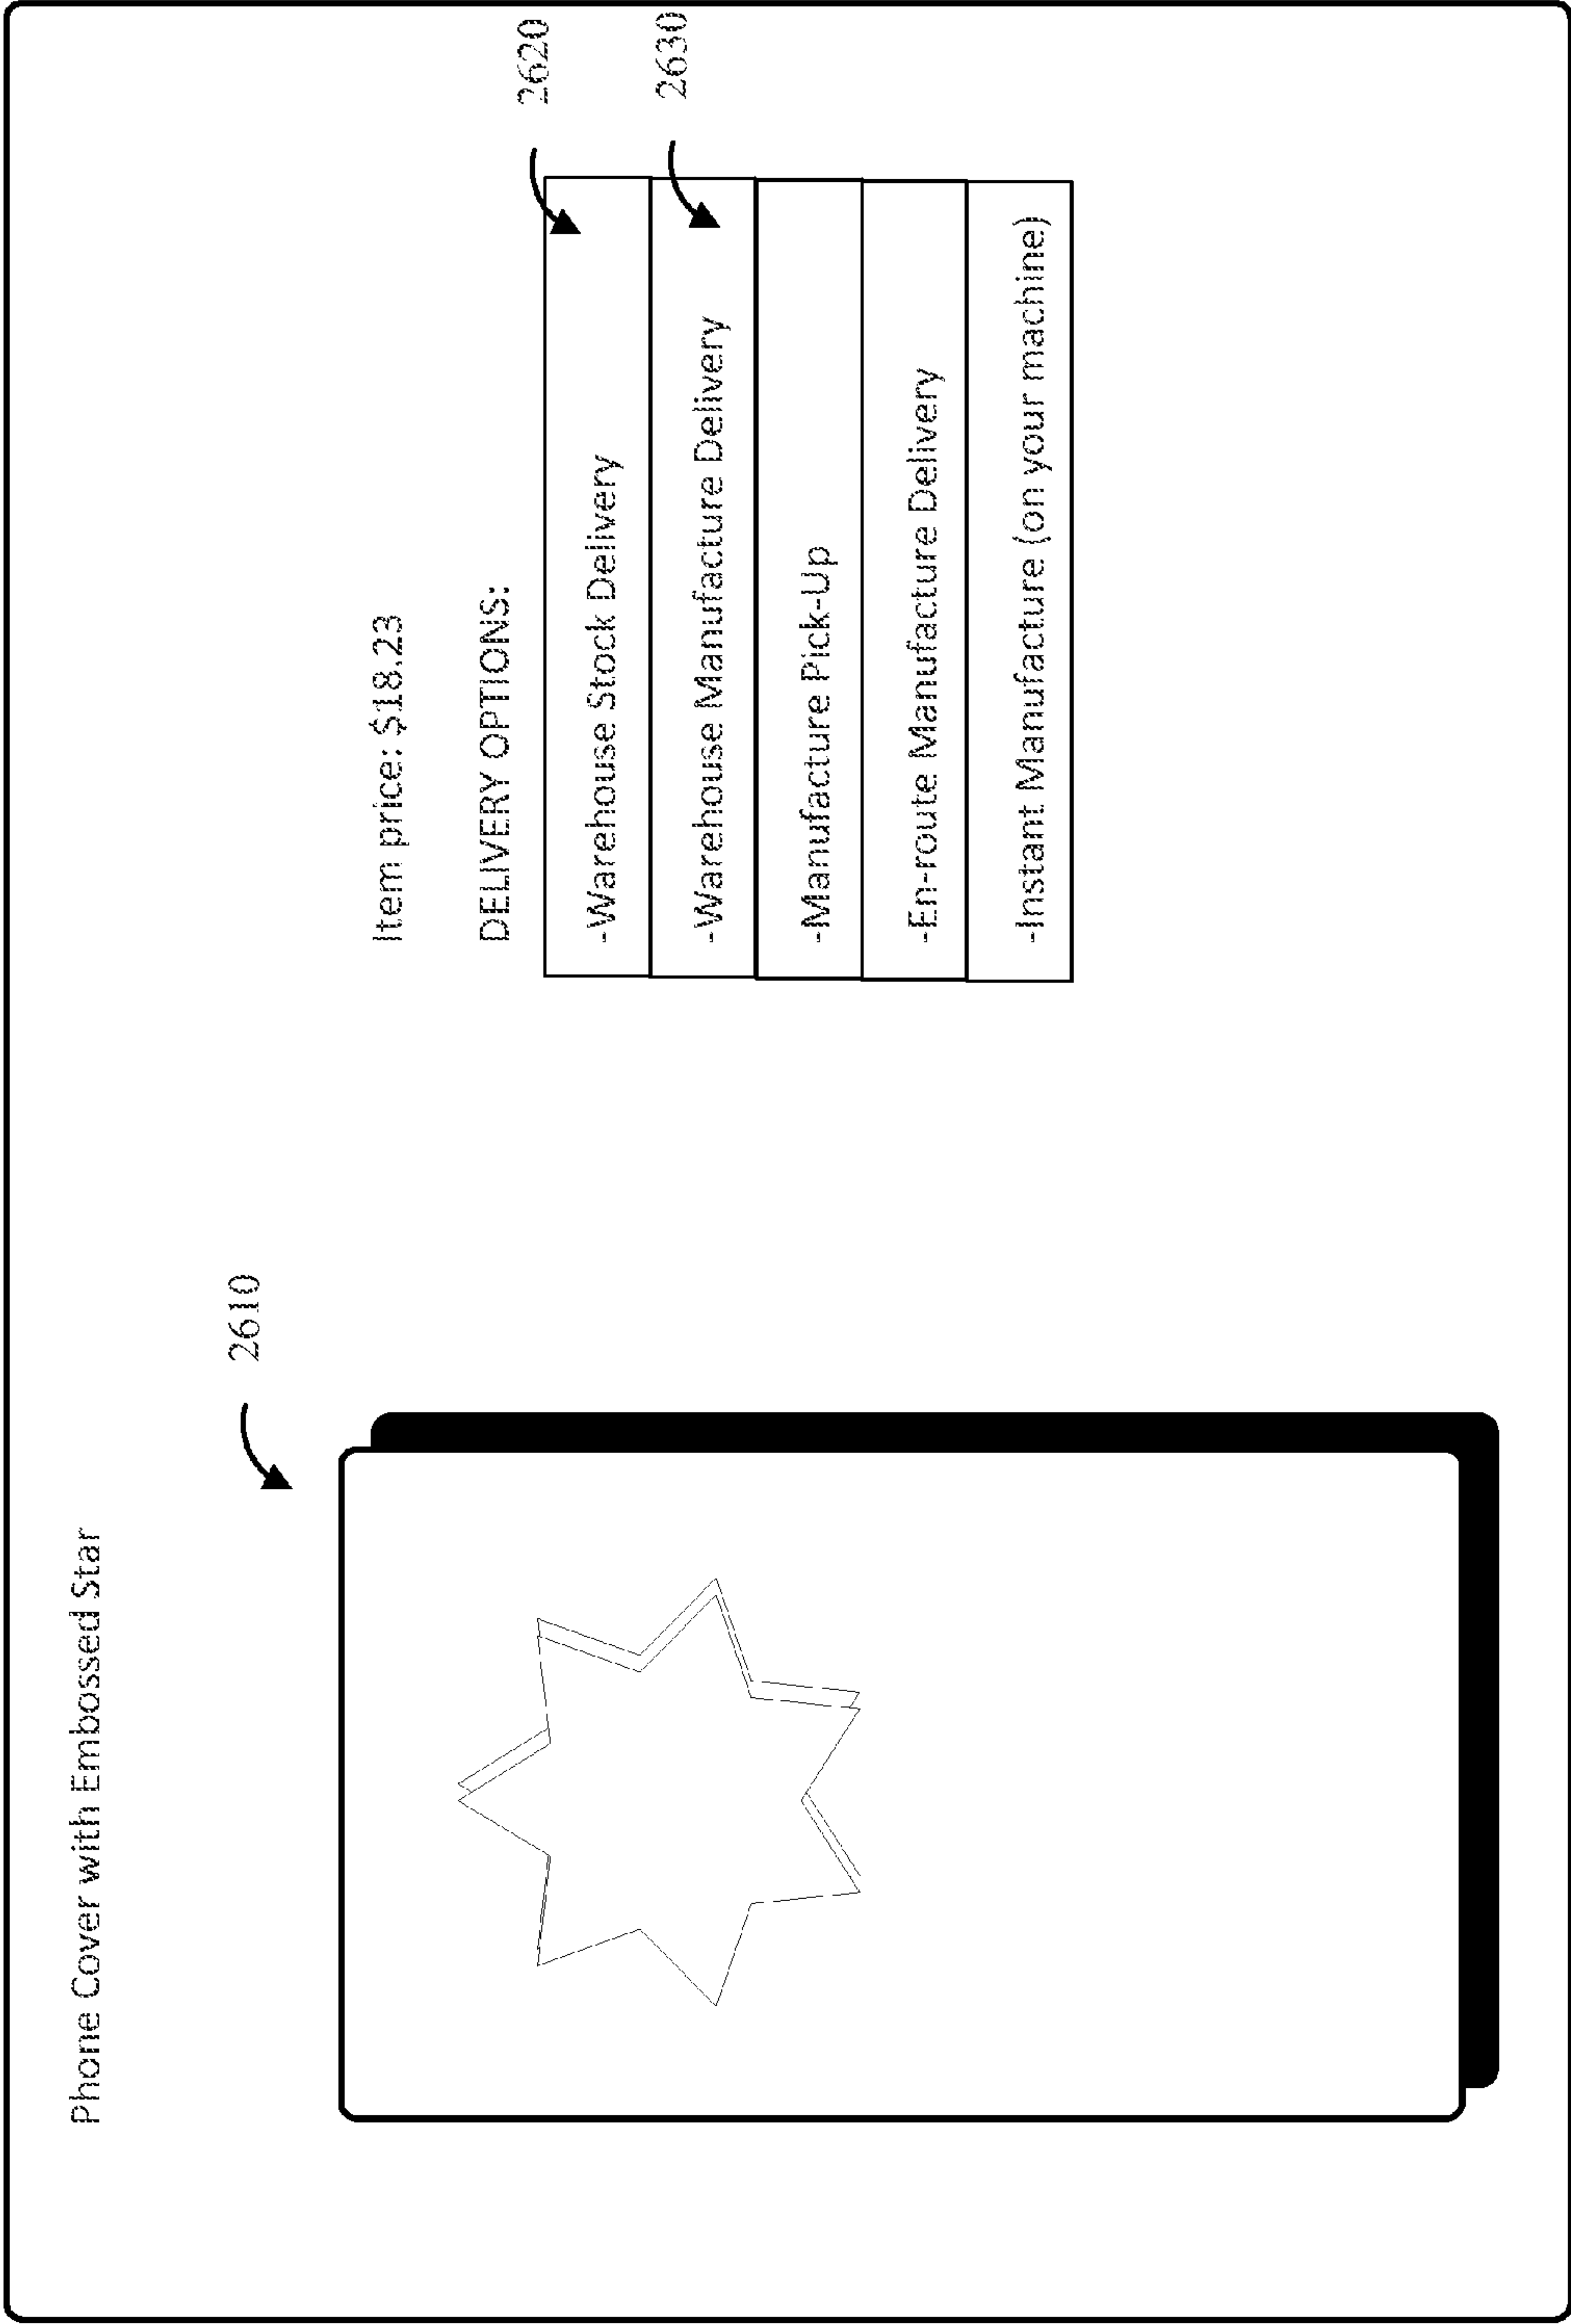 Phone Cover with Embossed Star
2610
Item price: $18.23
DELIVERY OPTIONS:
2620
-Warehouse Stock Delivery
2630
-Warehouse Manufacture Delivery
-Manufacture Pick-Up
-En-route Manufacture Delivery
-Instant Manufacture (on your machine)